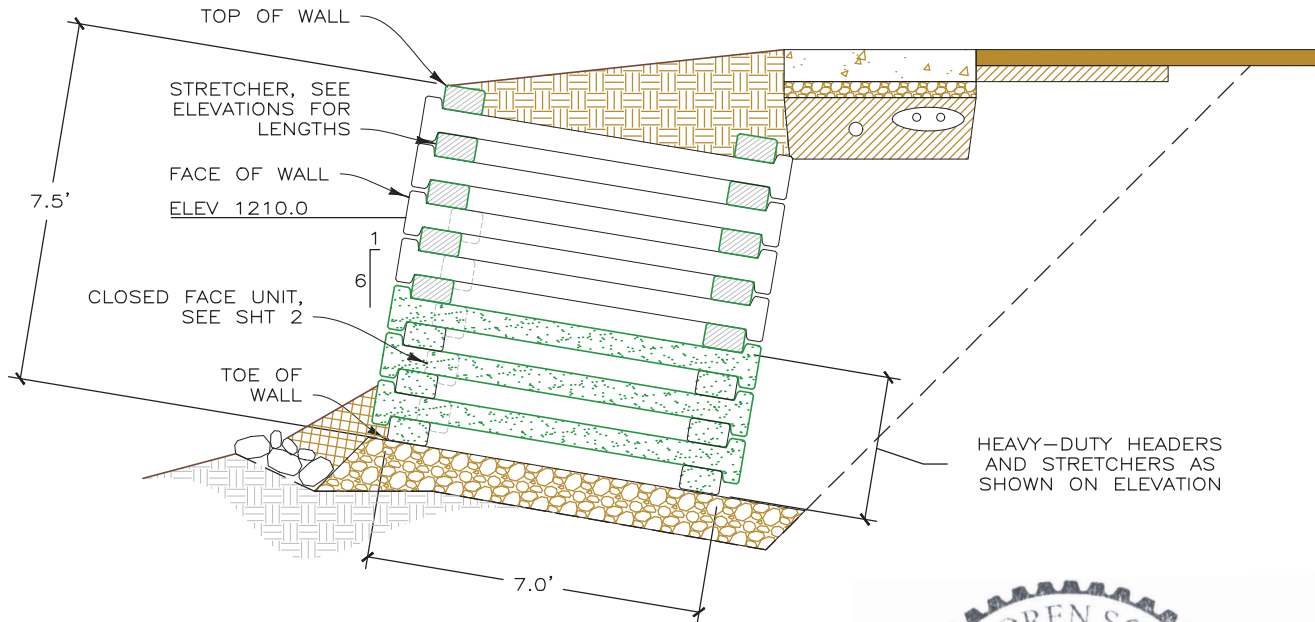 TOP OF WALL
STRETCHER, SEE
ELEVATIONS FOR
LENGTHS
FACE OF WALL
7.5'
ELEV 1210.0
1
6
CLOSED FACE UNIT,
SEE SHT 2
TOE OF
WALL
HEAVY-DUTY HEADERS
AND STRETCHERS AS
SHOWN ON ELEVATION
7.0'